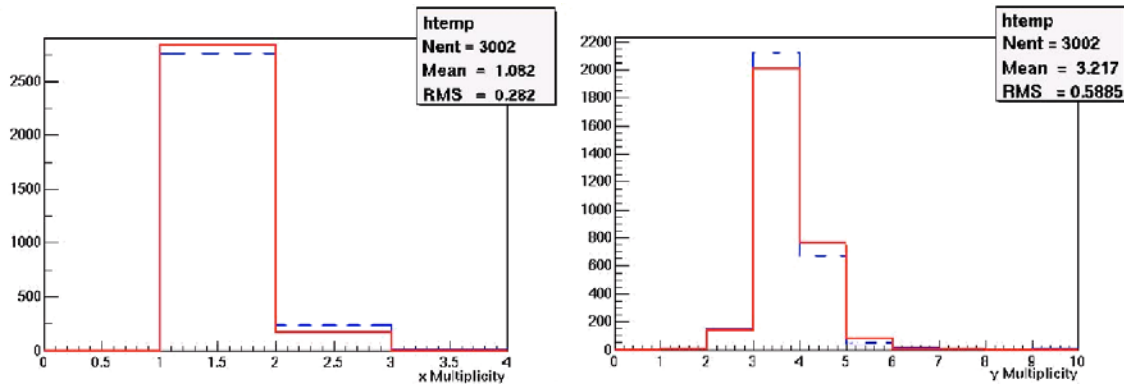 htemp
Nent = 3002
Mean = 1.082
RMS = 0.282
2500
2000
1500
1000
500
0
0 0.5 1 1.5 2 2.5 3 3.5 4
x Multiplicity
htemp
Nent = 3002
Mean = 3.217
RMS = 0.5885
2200
2000
1800
1600
1400
1200
1000
800
600
400
200
0
0 1 2 3 4 5 6 7 8 9 10
y Multiplicity